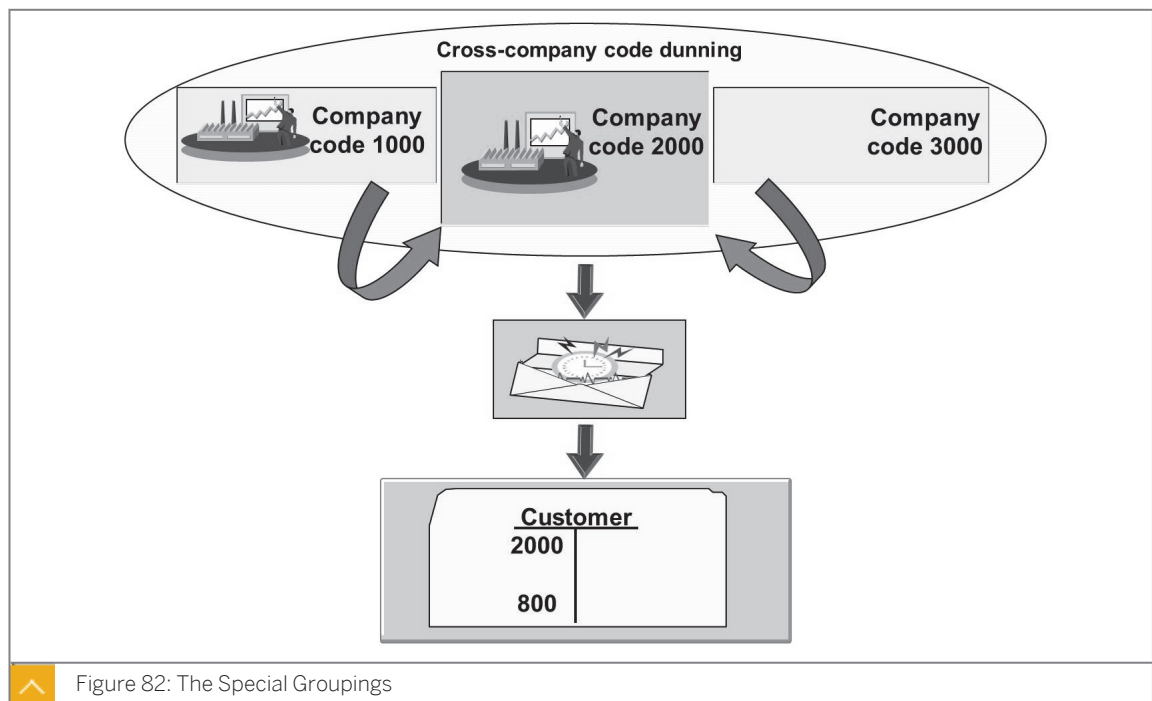 Cross-company code dunning
Company
code 1000
Company
code 2000
Company
code 3000
Customer
2000
800
Figure 82: The Special Groupings